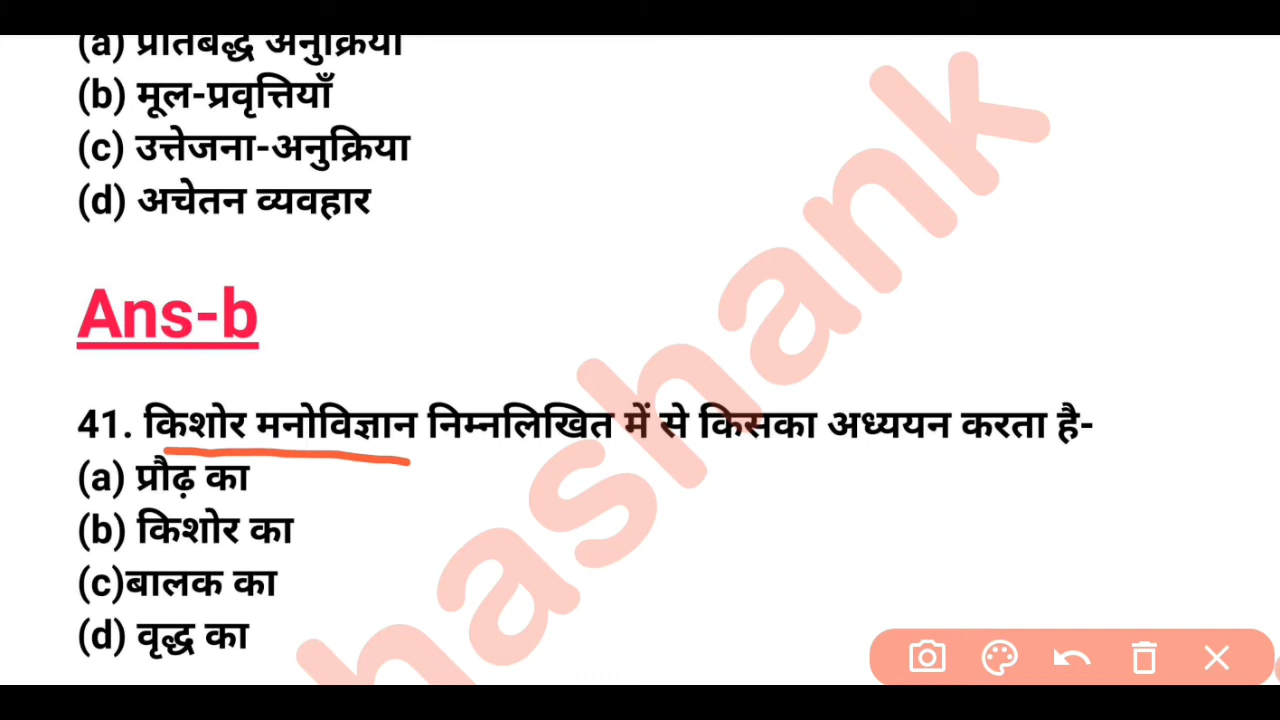 (a) प्रतिबद्ध अनुक्रिया
(b) मूल-प्रवृत्तियाँ
(c) उत्तेजना-अनुक्रिया
(d) अचेतन व्यवहार
Ans-b
41. किशोर मनोविज्ञान निम्नलिखित में से किसका अध्ययन करता है-
(a) प्रौढ़ का
(b) किशोर का
(c)बालक का
(d) वृद्ध का
hashank